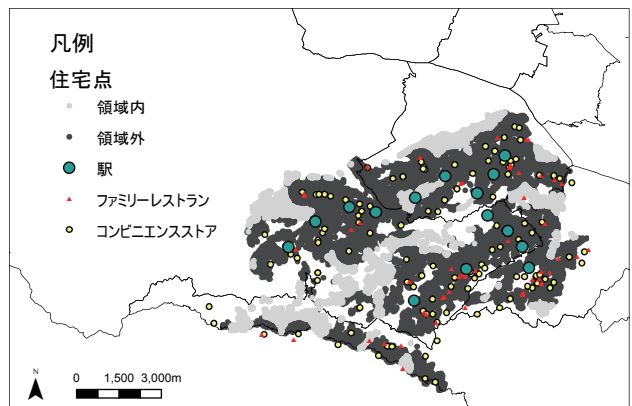 凡例
住宅点
領域内
領域外
駅
ファミリーレストラン
コンビニエンスストア
N
0 1,500 3,000m